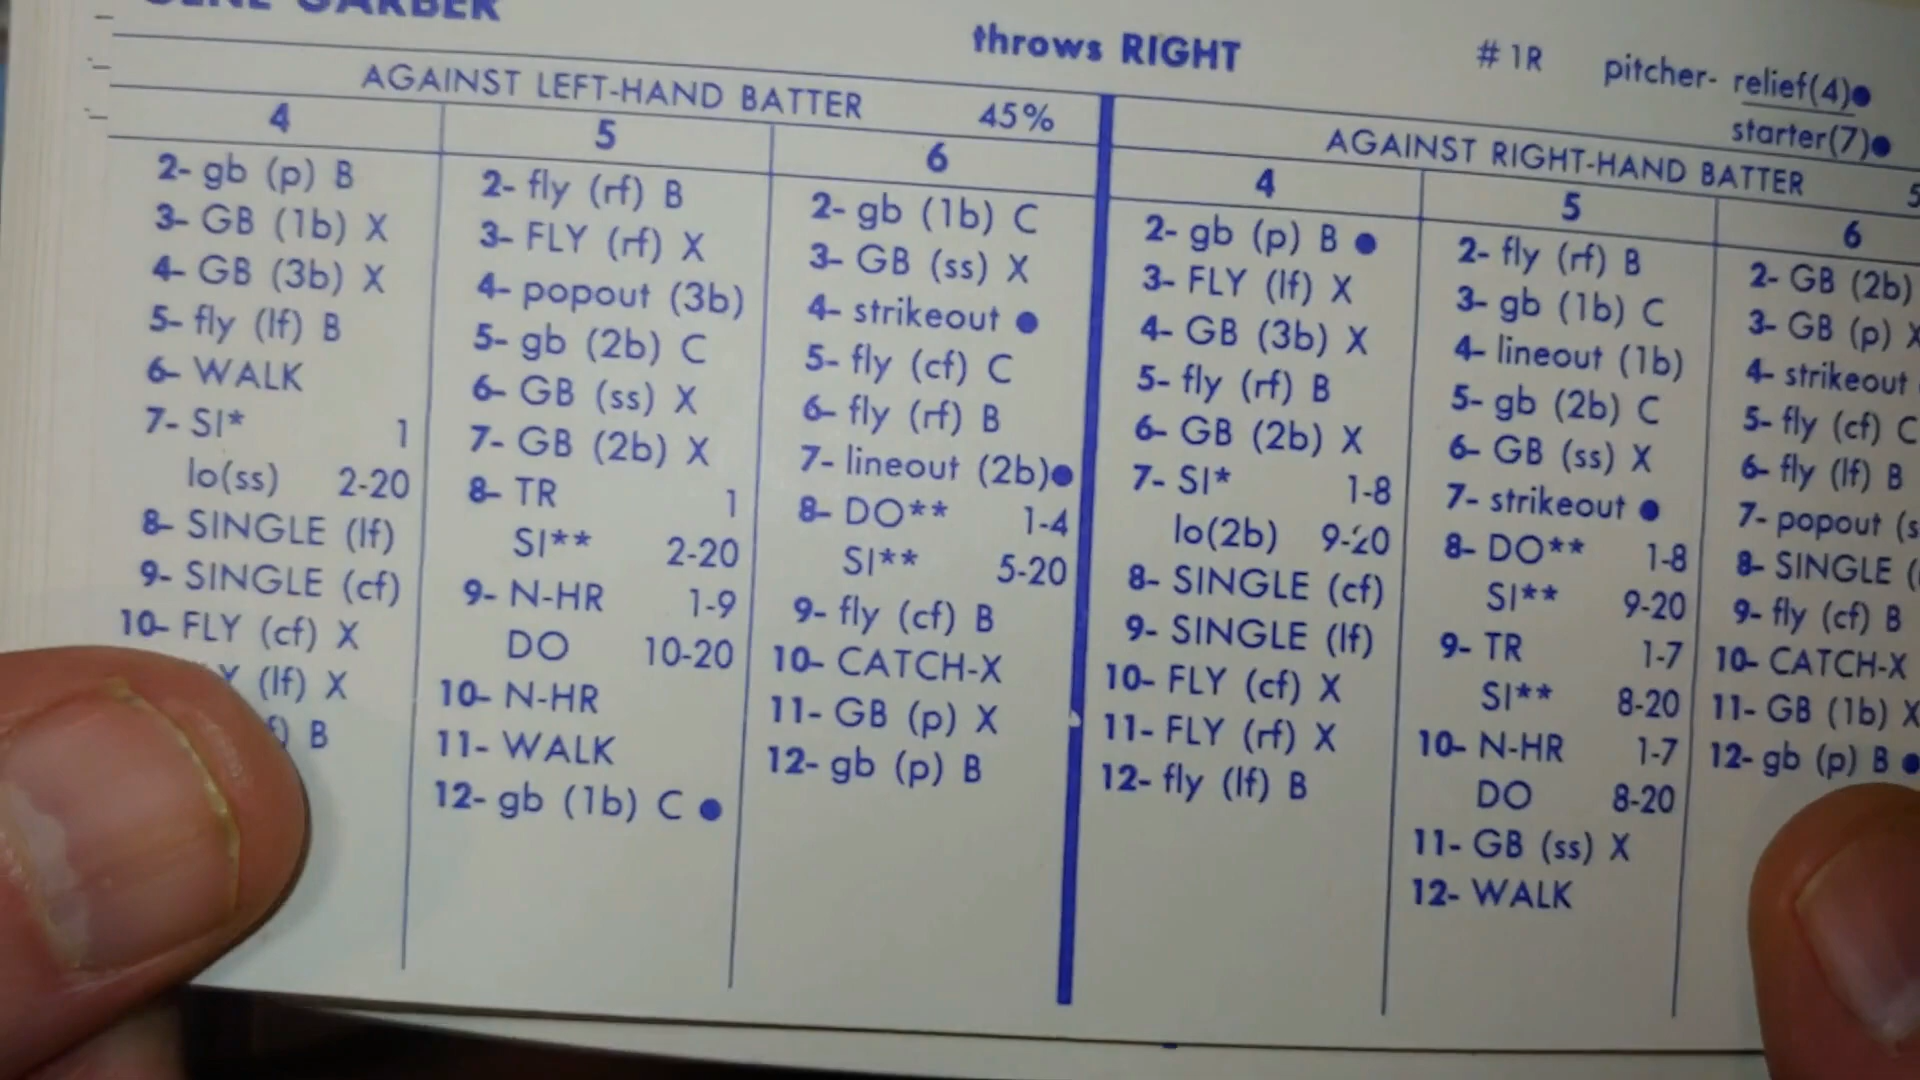 GENE GARBER
throws RIGHT
# 1R pitcher- relief(4)●
starter(7)●
AGAINST LEFT-HAND BATTER 45%
4
2- gb (p) B
3- GB (1b) X
4- GB (3b) X
5- fly (lf) B
6- WALK
7- SI* 1
lo(ss) 2-20
8- SINGLE (lf)
9- SINGLE (cf)
10- FLY (cf) X
(lf) X
B
5
2- fly (rf) B
3- FLY (rf) X
4- popout (3b)
5- gb (2b) C
6- GB (ss) X
7- GB (2b) X
8- TR 1
SI** 2-20
9- N-HR 1-9
DO 10-20
10- N-HR
11- WALK
12- gb (1b) C ●
6
2- gb (1b) C
3- GB (ss) X
4- strikeout ●
5- fly (cf) C
6- fly (rf) B
7- lineout (2b)●
8- DO** 1-4
SI** 5-20
9- fly (cf) B
10- CATCH-X
11- GB (p) X
12- gb (p) B
AGAINST RIGHT-HAND BATTER
4
2- gb (p) B ●
3- FLY (lf) X
4- GB (3b) X
5- fly (rf) B
6- GB (2b) X
7- SI* 1-8
lo(2b) 9-20
8- SINGLE (cf)
9- SINGLE (lf)
10- FLY (cf) X
11- FLY (rf) X
12- fly (lf) B
5
2- fly (rf) B
3- gb (1b) C
4- lineout (1b)
5- gb (2b) C
6- GB (ss) X
7- strikeout ●
8- DO** 1-8
SI** 9-20
9- TR 1-7
SI** 8-20
10- N-HR 1-7
DO 8-20
11- GB (ss) X
12- WALK
6
2- GB (2b)
3- GB (p) X
4- strikeout
5- fly (cf) C
6- fly (lf) B
7- popout (s
8- SINGLE (
9- fly (cf) B
10- CATCH-X
11- GB (1b) X
12- gb (p) B ●